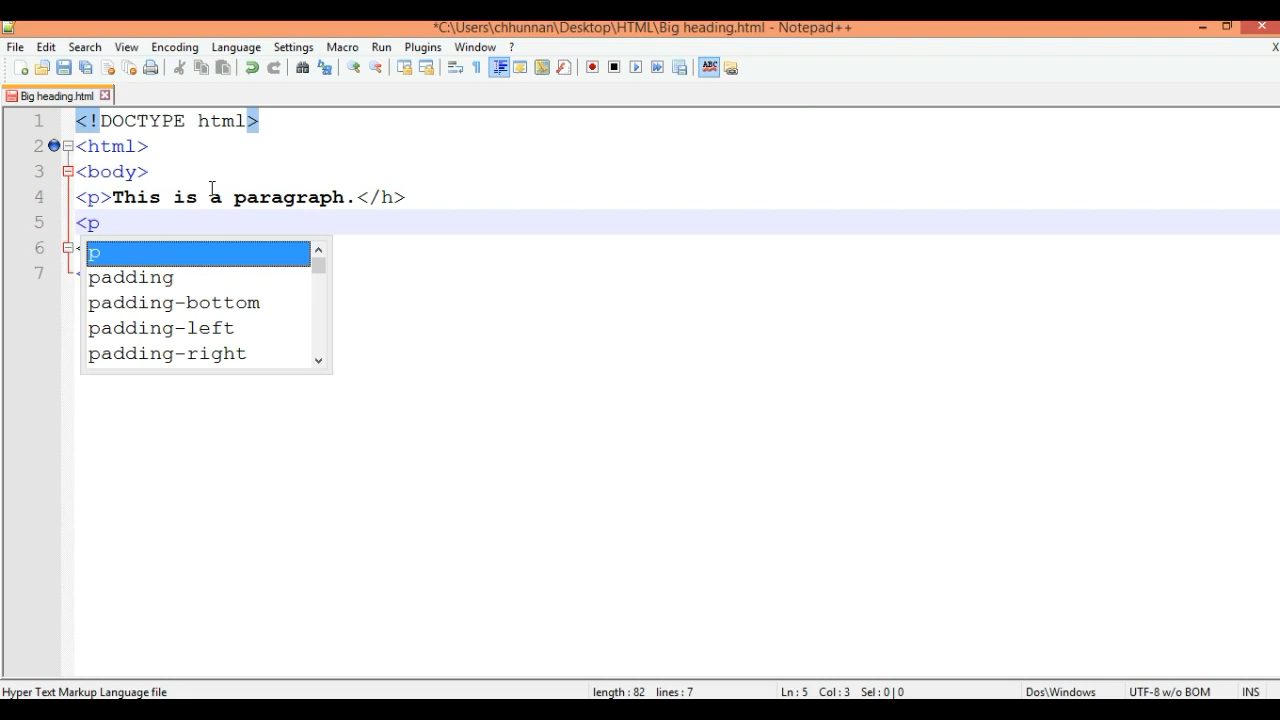 *C:\Users\chhunnan\Desktop\HTML\Big heading.html - Notepad++
File Edit Search View Encoding Language Settings Macro Run Plugins Window ? X
ABC
Big heading.html
1 <!DOCTYPE html>
2 <html>
3 <body>
4 <p>This is a paragraph.</h>
5 <p
6 <
7 <
p
padding
padding-bottom
padding-left
padding-right
Hyper Text Markup Language file length : 82 lines : 7 Ln : 5 Col : 3 Sel : 0 | 0 Dos\Windows UTF-8 w/o BOM INS